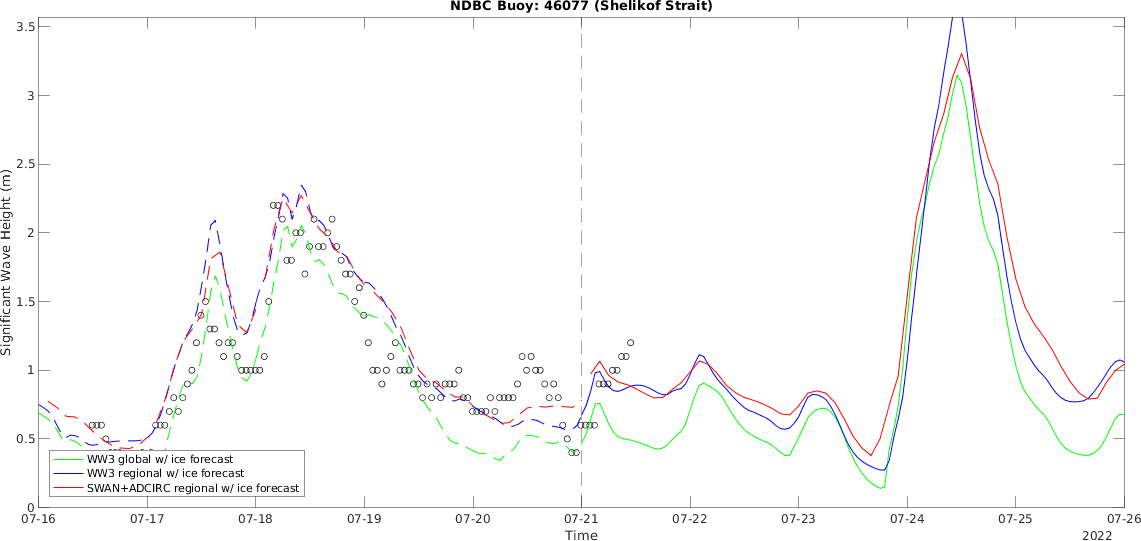 NDBC Buoy: 46077 (Shelikof Strait)
3.5
3
2.5
2
1.5
1
0.5
0
Significant Wave Height (m)
WW3 global w/ ice forecast
WW3 regional w/ ice forecast
SWAN+ADCIRC regional w/ ice forecast
07-16 07-17 07-18 07-19 07-20 07-21 07-22 07-23 07-24 07-25 07-26
Time
2022